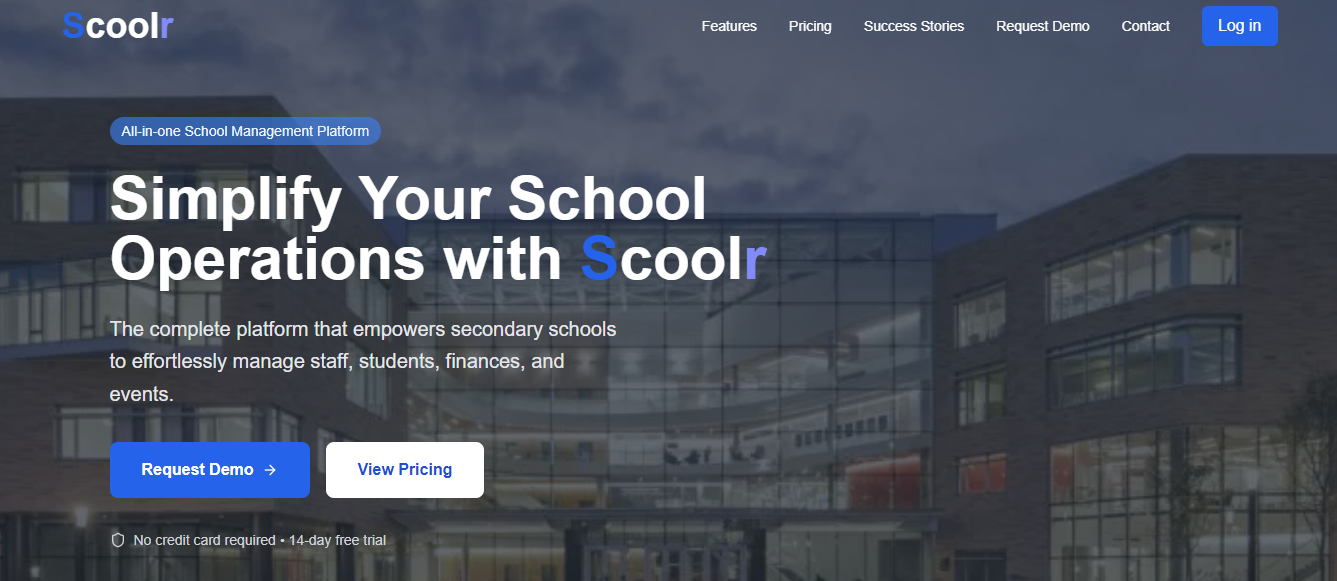 Scoolr
Features
Pricing
Success Stories
Request Demo
Contact
Log in
All-in-one School Management Platform
Simplify Your School
Operations with Scoolr
The complete platform that empowers secondary schools
to effortlessly manage staff, students, finances, and
events.
Request Demo →
View Pricing
No credit card required • 14-day free trial